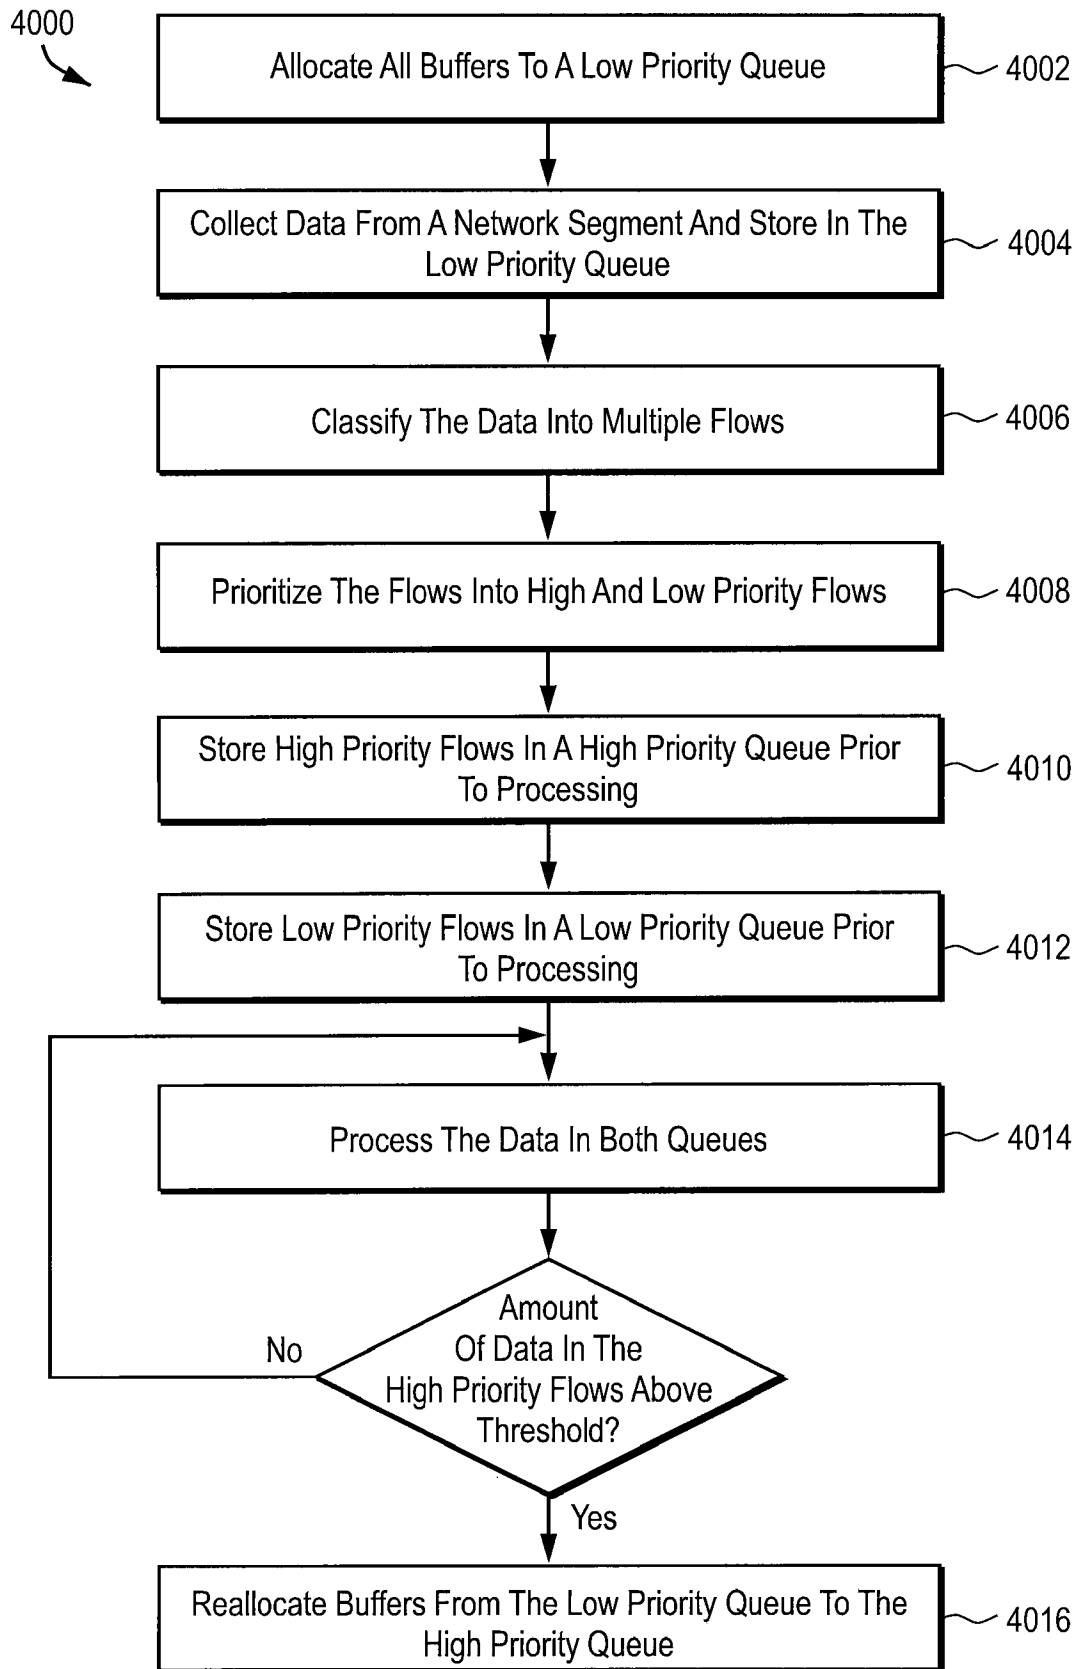 4000
Allocate All Buffers To A Low Priority Queue
4002
Collect Data From A Network Segment And Store In The
Low Priority Queue
4004
Classify The Data Into Multiple Flows
4006
Prioritize The Flows Into High And Low Priority Flows
4008
Store High Priority Flows In A High Priority Queue Prior
To Processing
4010
Store Low Priority Flows In A Low Priority Queue Prior
To Processing
4012
Process The Data In Both Queues
4014
Amount
Of Data In The
High Priority Flows Above
Threshold?
No
Yes
Reallocate Buffers From The Low Priority Queue To The
High Priority Queue
4016